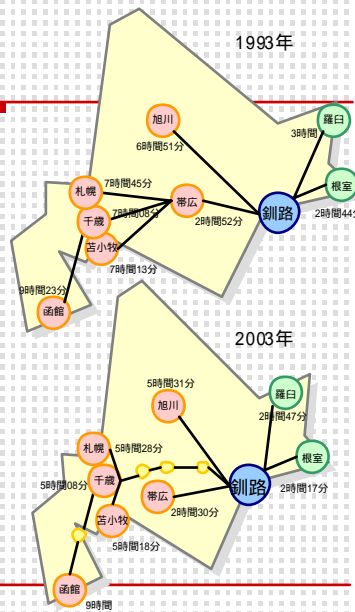 1993年
旭川
6時間51分
羅臼
3時間
札幌
7時間45分
帯広
釧路
根室
千歳
7時間08分
2時間52分
2時間44分
苫小牧
7時間13分
9時間23分
函館
2003年
5時間31分
旭川
羅臼
2時間47分
札幌
5時間28分
根室
千歳
5時間08分
釧路
2時間17分
帯広
苫小牧
2時間30分
5時間18分
函館
9時間